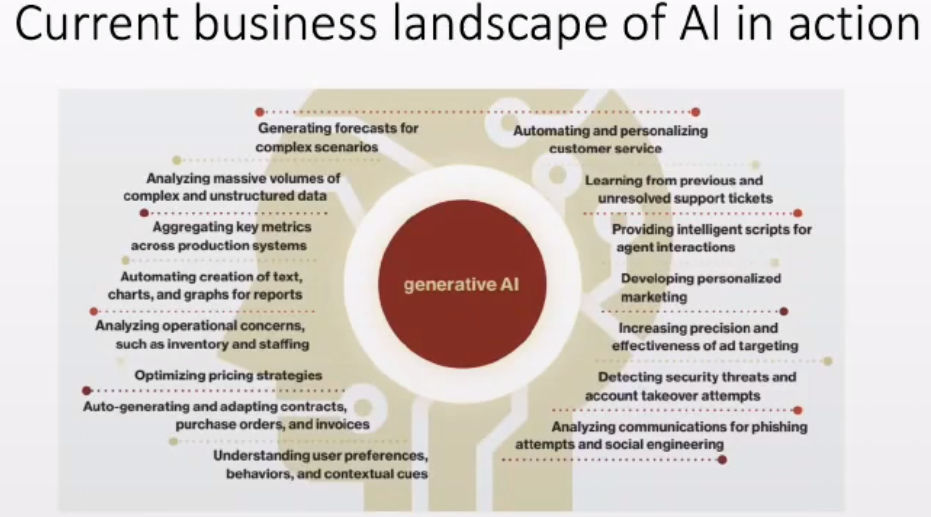 Current business landscape of AI in action
Generating forecasts for
complex scenarios
Analyzing massive volumes of
complex and unstructured data
Aggregating key metrics
across production systems
Automating creation of text,
charts, and graphs for reports
Analyzing operational concerns,
such as inventory and staffing
Optimizing pricing strategies
Auto-generating and adapting contracts,
purchase orders, and invoices
Understanding user preferences,
behaviors, and contextual cues
generative AI
Automating and personalizing
customer service
Learning from previous and
unresolved support tickets
Providing intelligent scripts for
agent interactions
Developing personalized
marketing
Increasing precision and
effectiveness of ad targeting
Detecting security threats and
account takeover attempts
Analyzing communications for phishing
attempts and social engineering